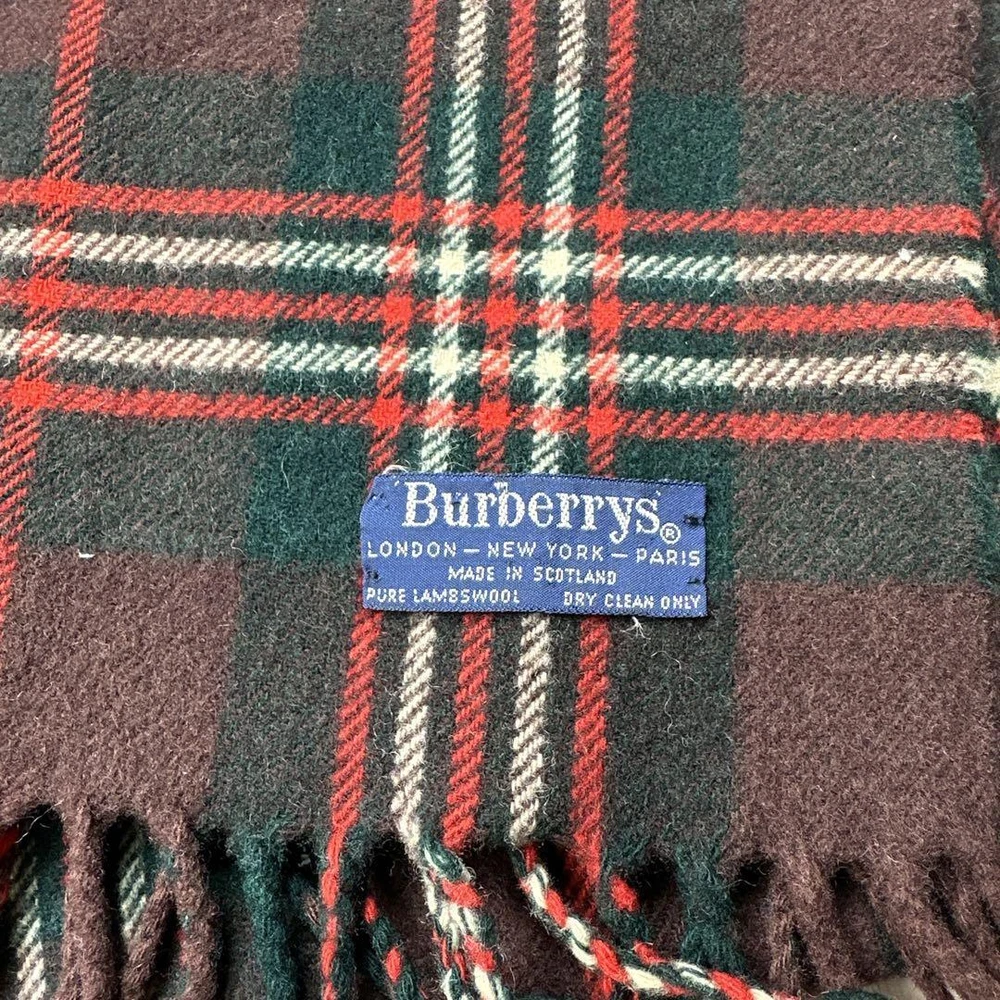 Burberrys®
LONDON — NEW YORK — PARIS
MADE IN SCOTLAND
PURE LAMBSWOOL DRY CLEAN ONLY